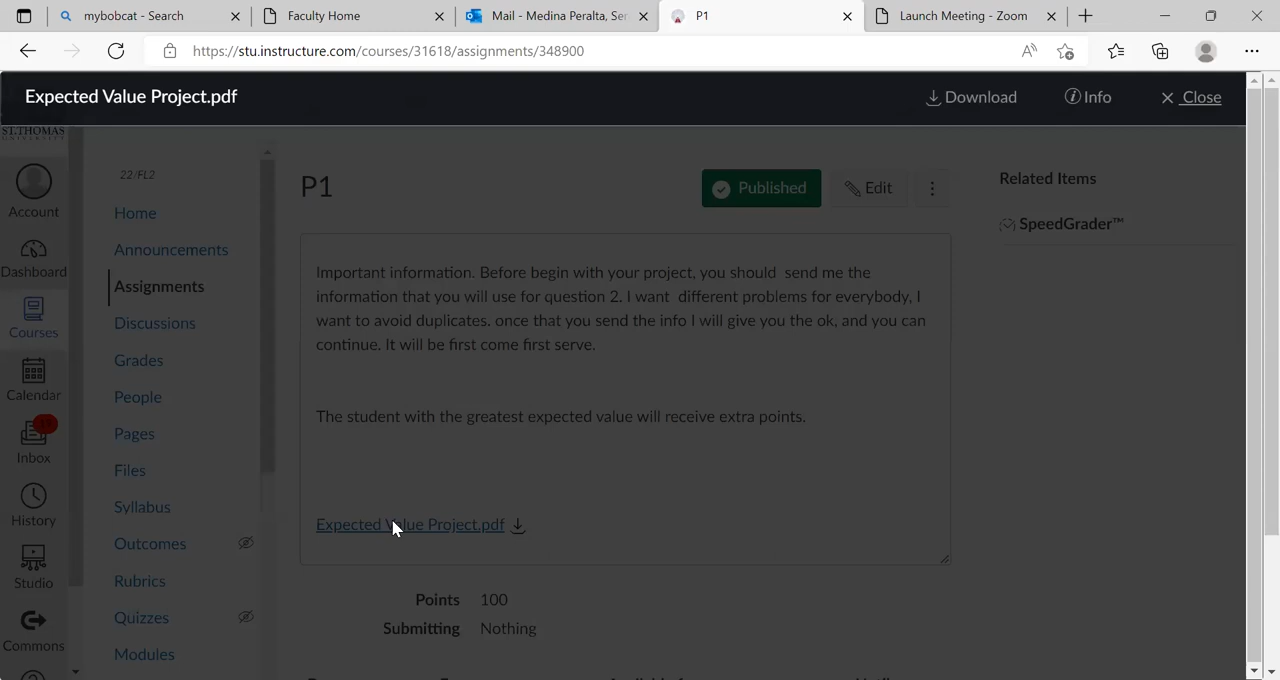 mybobcat - Search
Faculty Home
Mail - Medina Peralta, Ser
P1
Launch Meeting - Zoom
https://stu.instructure.com/courses/31618/assignments/348900
Expected Value Project.pdf
Download
Info
Close
ST.THOMAS
UNIVERSITY
Account
Dashboard
Courses
Calendar
Inbox
History
Studio
Commons
22/FL2
Home
Announcements
Assignments
Discussions
Grades
People
Pages
Files
Syllabus
Outcomes
Rubrics
Quizzes
Modules
P1
Published
Edit
Important information. Before begin with your project, you should send me the
information that you will use for question 2. I want different problems for everybody, I
want to avoid duplicates. once that you send the info I will give you the ok, and you can
continue. It will be first come first serve.
The student with the greatest expected value will receive extra points.
Expected Value Project.pdf
Points 100
Submitting Nothing
Related Items
SpeedGrader™